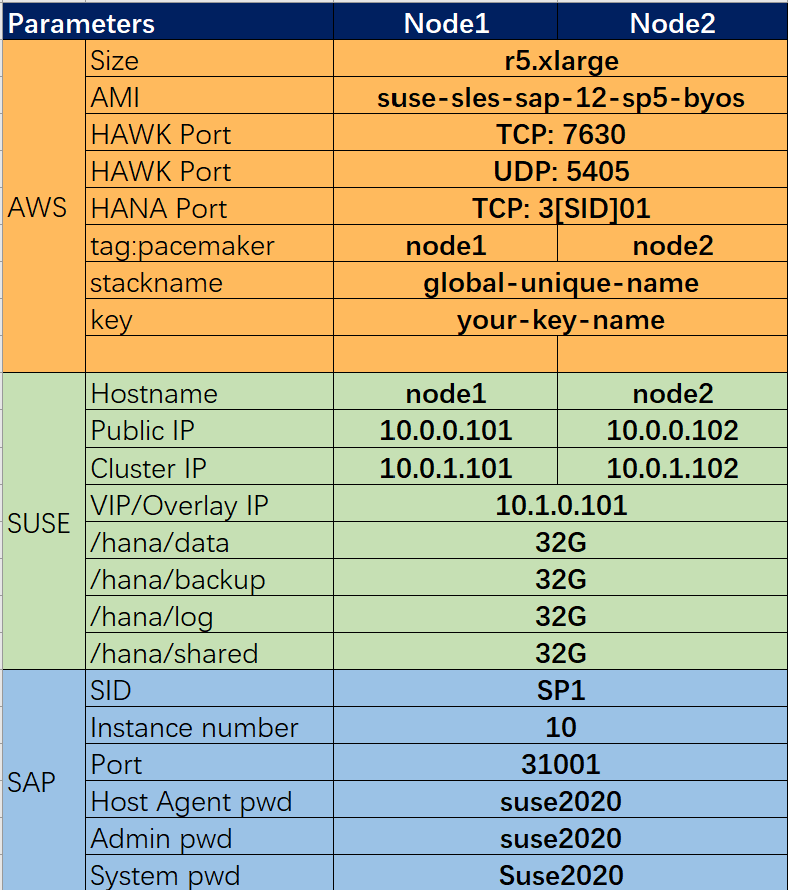 Parameters Node1 Node2
Size r5.xlarge
AMI suse-sles-sap-12-sp5-byos
HAWK Port TCP: 7630
HAWK Port UDP: 5405
AWS HANA Port TCP: 3[SID]01
tag:pacemaker node1 node2
stackname global-unique-name
key your-key-name
Hostname node1 node2
Public IP 10.0.0.101 10.0.0.102
Cluster IP 10.0.1.101 10.0.1.102
VIP/Overlay IP 10.1.0.101
SUSE /hana/data 32G
/hana/backup 32G
/hana/log 32G
/hana/shared 32G
SID SP1
Instance number 10
Port 31001
SAP Host Agent pwd suse2020
Admin pwd suse2020
System pwd Suse2020